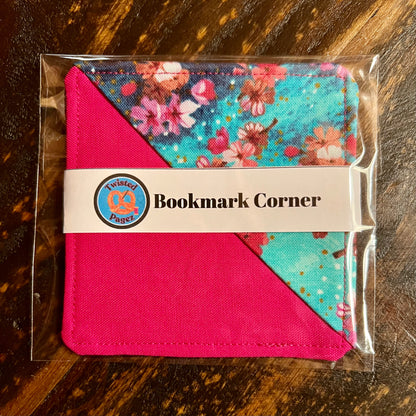 Twisted
Pagez
Bookmark Corner